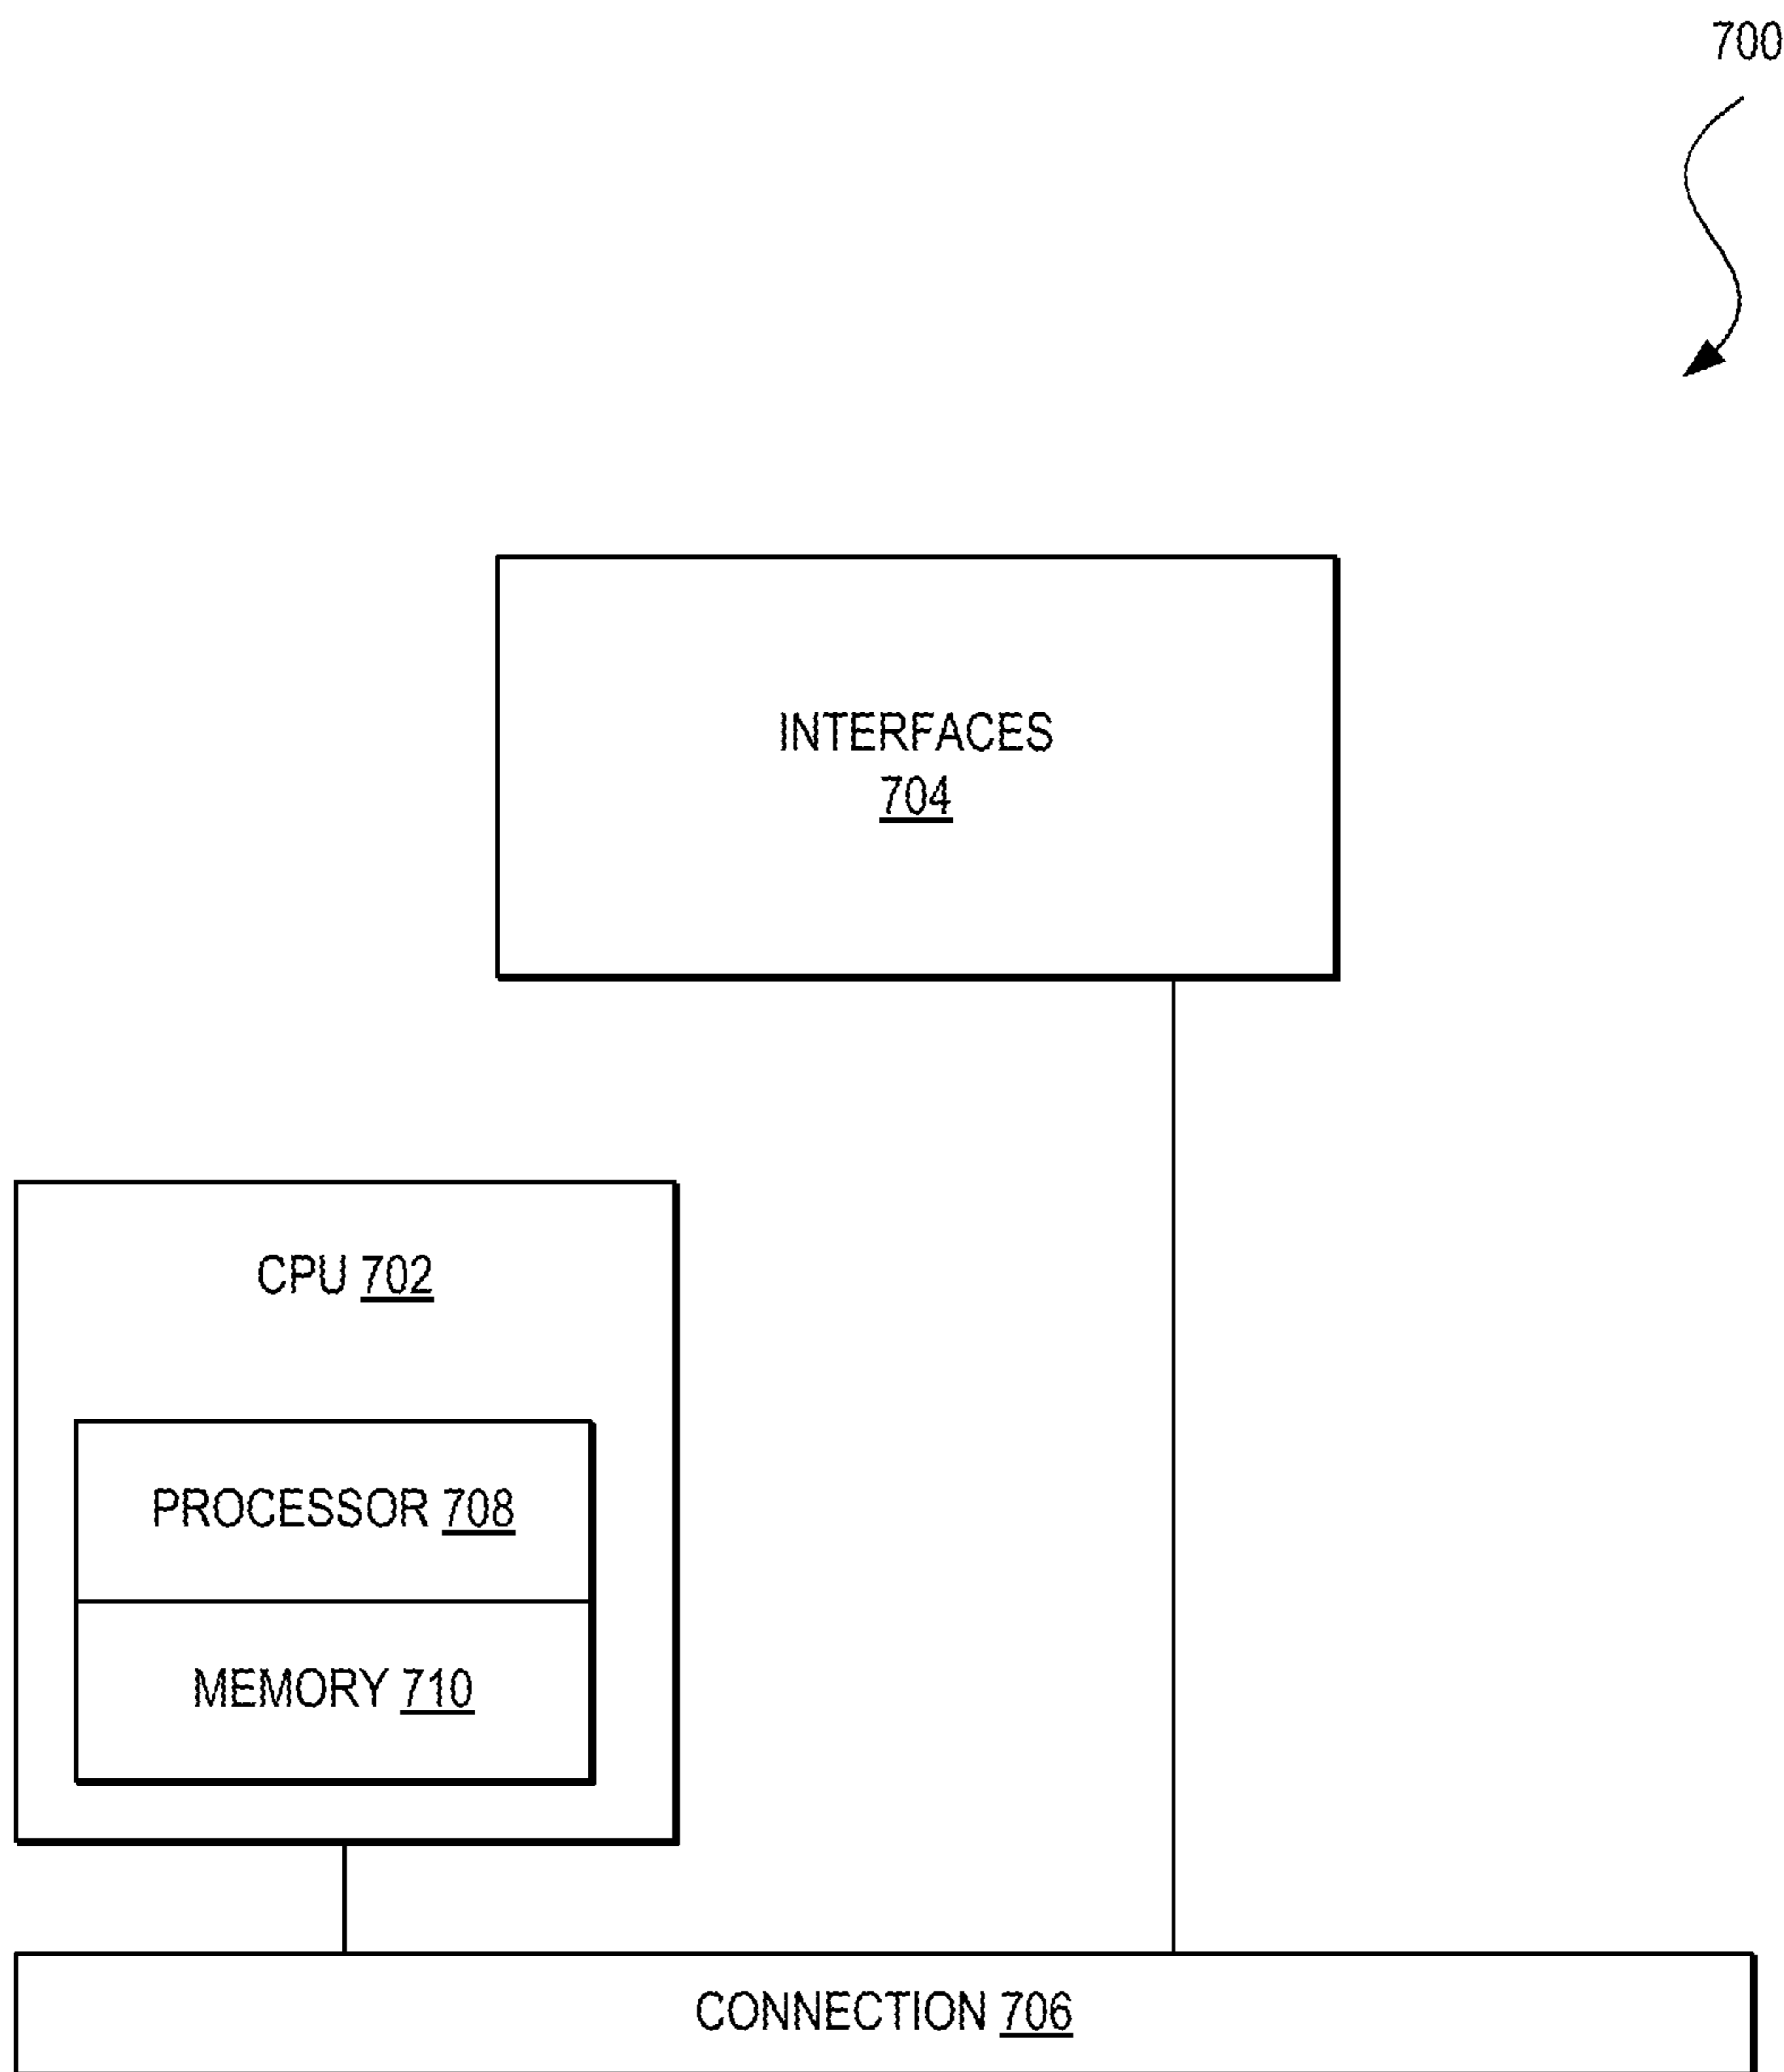 700
INTERFACES
704
CPU 702
PROCESSOR 708
MEMORY 710
CONNECTION 706